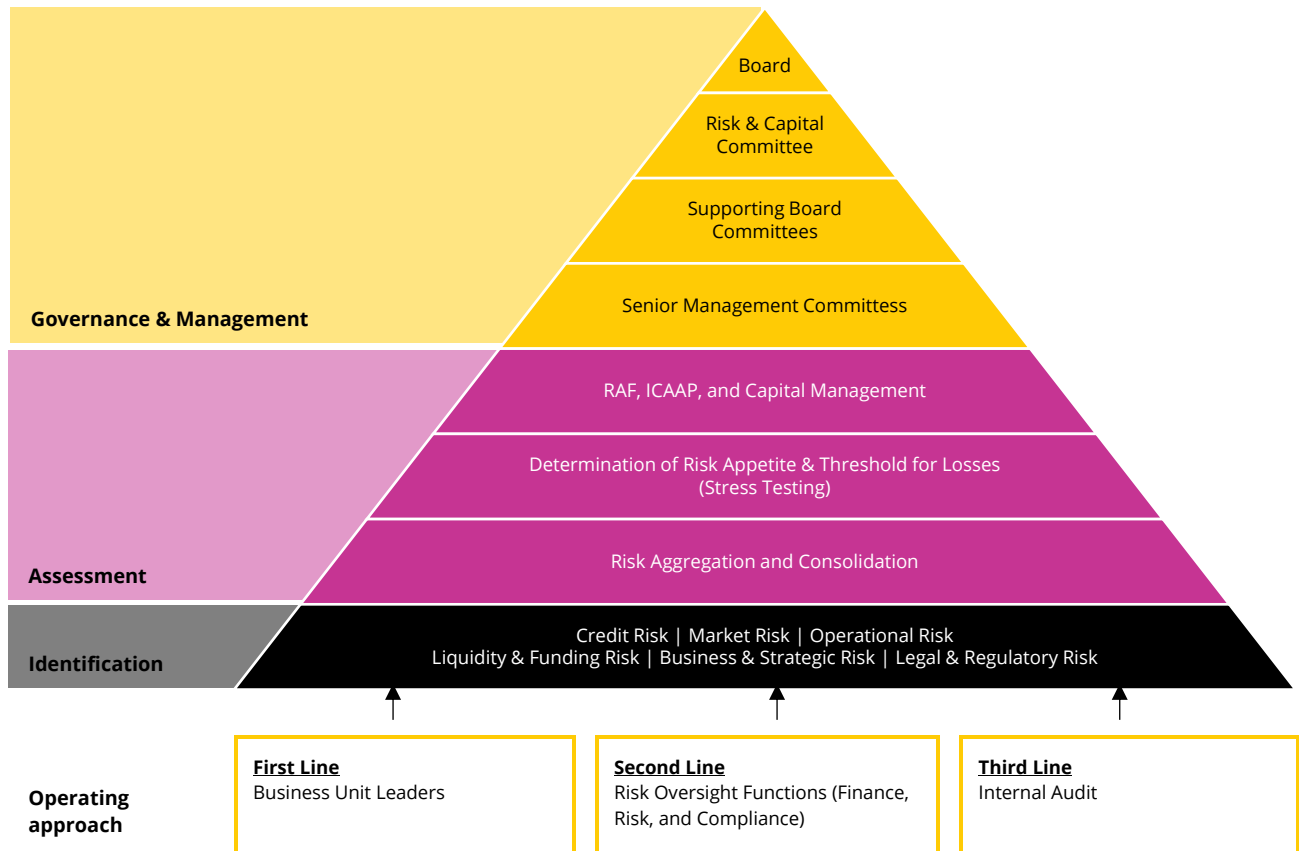 Board
Risk & Capital
Committee
Supporting Board
Committees
Senior Management Committess
Governance & Management
RAF, ICAAP, and Capital Management
Determination of Risk Appetite & Threshold for Losses
(Stress Testing)
Risk Aggregation and Consolidation
Assessment
Credit Risk | Market Risk | Operational Risk
Liquidity & Funding Risk | Business & Strategic Risk | Legal & Regulatory Risk
Identification
Operating
approach
First Line
Business Unit Leaders
Second Line
Risk Oversight Functions (Finance,
Risk, and Compliance)
Third Line
Internal Audit